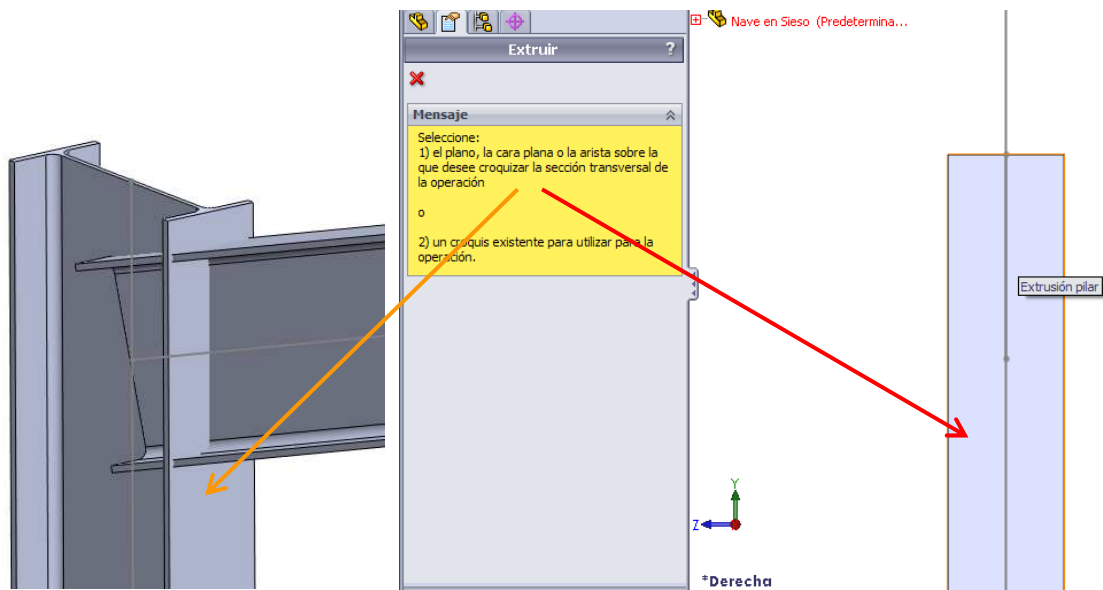 Extruir ?
Mensaje
Seleccione:
1) el plano, la cara plana o la arista sobre la
que desee croquizar la sección transversal de
la operación
o
2) un croquis existente para utilizar para la
operación.
Nave en Sieso (Predetermina...
Extrusión pilar
Y
Z
*Derecha